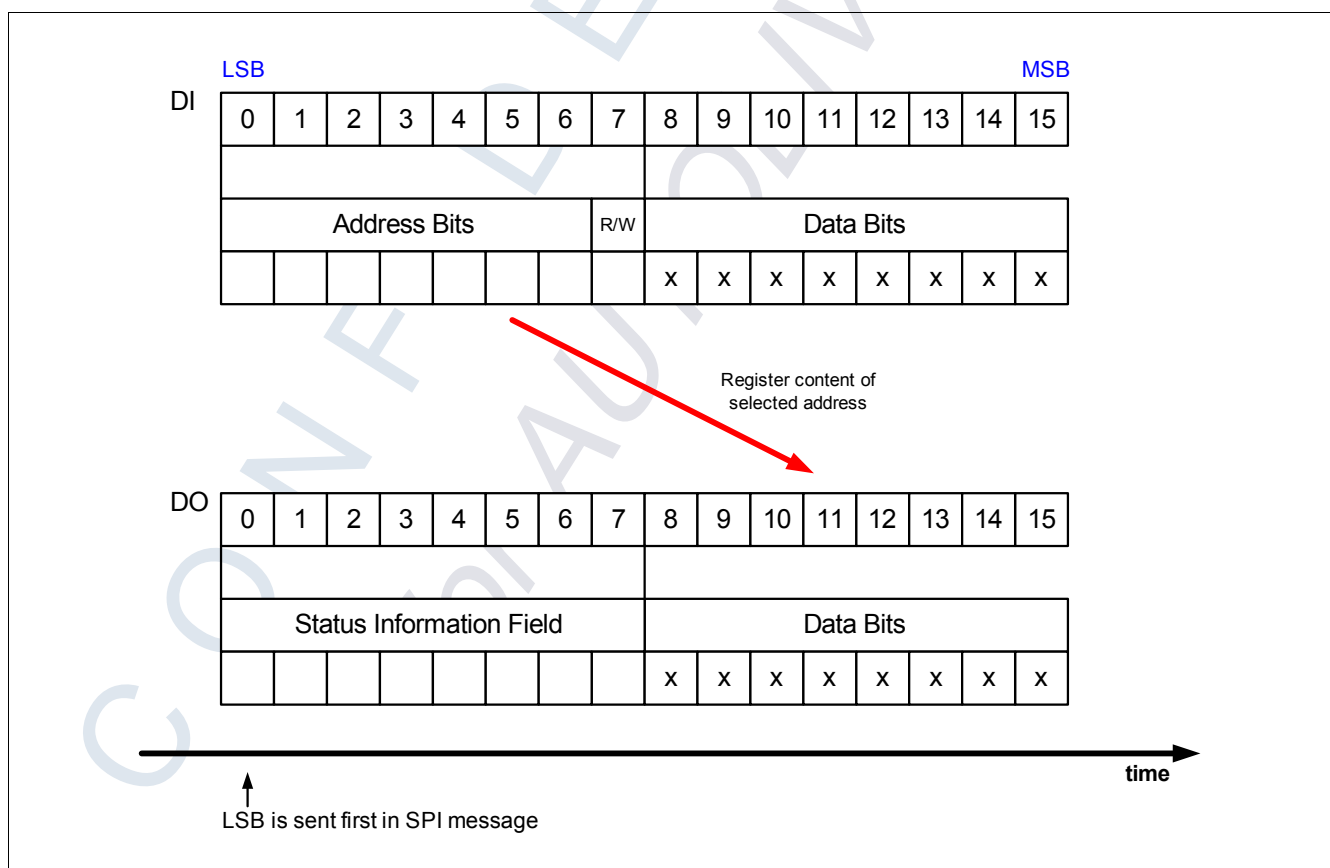 LSB MSB
DI
0 1 2 3 4 5 6 7 8 9 10 11 12 13 14 15
Address Bits R/W Data Bits
x x x x x x x x
Register content of
selected address
DO
0 1 2 3 4 5 6 7 8 9 10 11 12 13 14 15
Status Information Field Data Bits
x x x x x x x x
time
LSB is sent first in SPI message
C O N F D E
for AUTOLIV